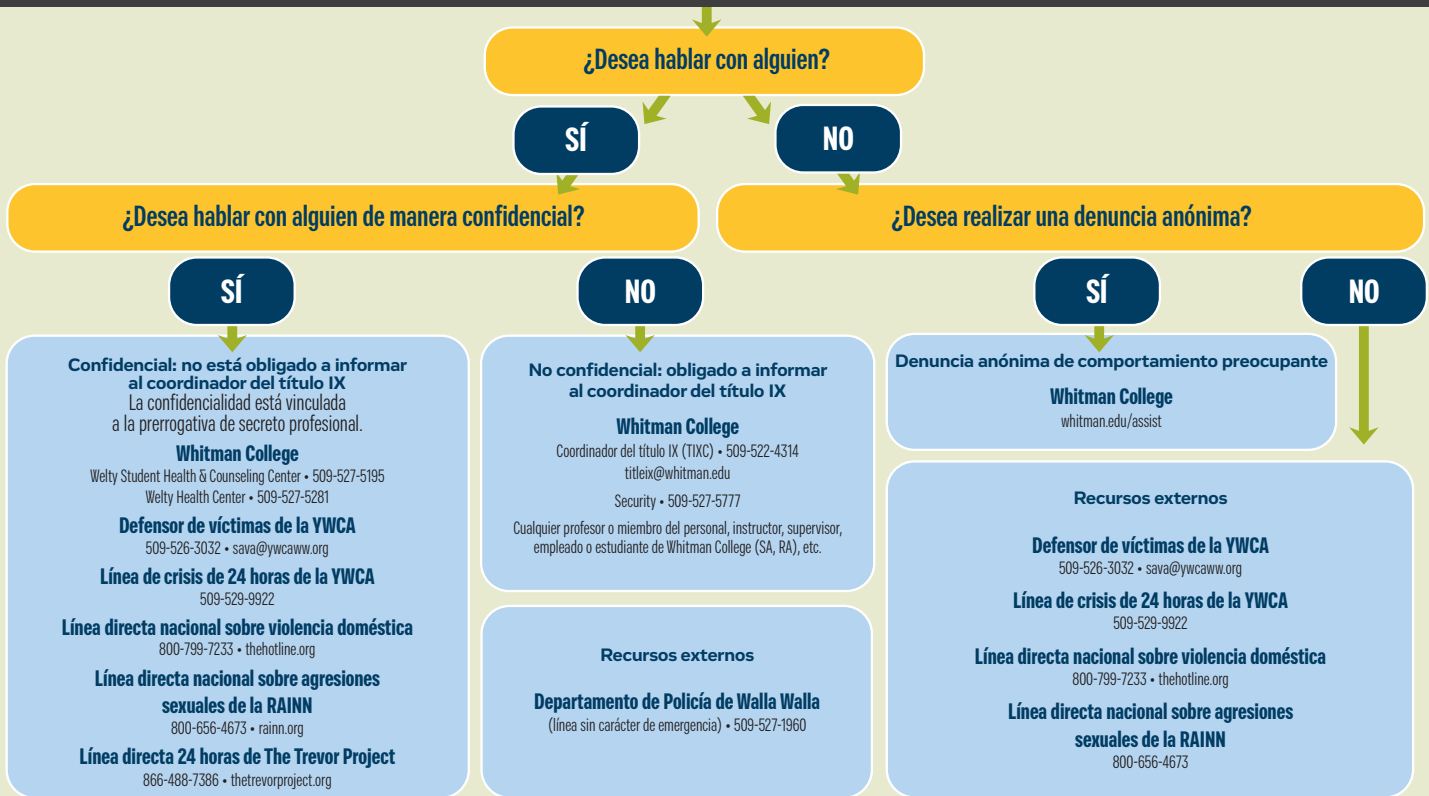 ¿Desea hablar con alguien?
SÍ
NO
¿Desea hablar con alguien de manera confidencial?
¿Desea realizar una denuncia anónima?
SÍ
NO
SÍ
NO
Confidencial: no está obligado a informar
al coordinador del título IX
La confidencialidad está vinculada
a la prerrogativa de secreto profesional.
Whitman College
Welty Student Health & Counseling Center • 509-527-5195
Welty Health Center • 509-527-5281
Defensor de víctimas de la YWCA
509-526-3032 • sava@ywcaww.org
Línea de crisis de 24 horas de la YWCA
509-529-9922
Línea directa nacional sobre violencia doméstica
800-799-7233 • thehotline.org
Línea directa nacional sobre agresiones
sexuales de la RAINN
800-656-4673 • rainn.org
Línea directa 24 horas de The Trevor Project
866-488-7386 • thetrevorproject.org
No confidencial: obligado a informar
al coordinador del título IX
Whitman College
Coordinador del título IX (TIXC) • 509-522-4314
titleix@whitman.edu
Security • 509-527-5777
Cualquier profesor o miembro del personal, instructor, supervisor,
empleado o estudiante de Whitman College (SA, RA), etc.
Recursos externos
Departamento de Policía de Walla Walla
(línea sin carácter de emergencia) • 509-527-1960
Denuncia anónima de comportamiento preocupante
Whitman College
whitman.edu/assist
Recursos externos
Defensor de víctimas de la YWCA
509-526-3032 • sava@ywcaww.org
Línea de crisis de 24 horas de la YWCA
509-529-9922
Línea directa nacional sobre violencia doméstica
800-799-7233 • thehotline.org
Línea directa nacional sobre agresiones
sexuales de la RAINN
800-656-4673